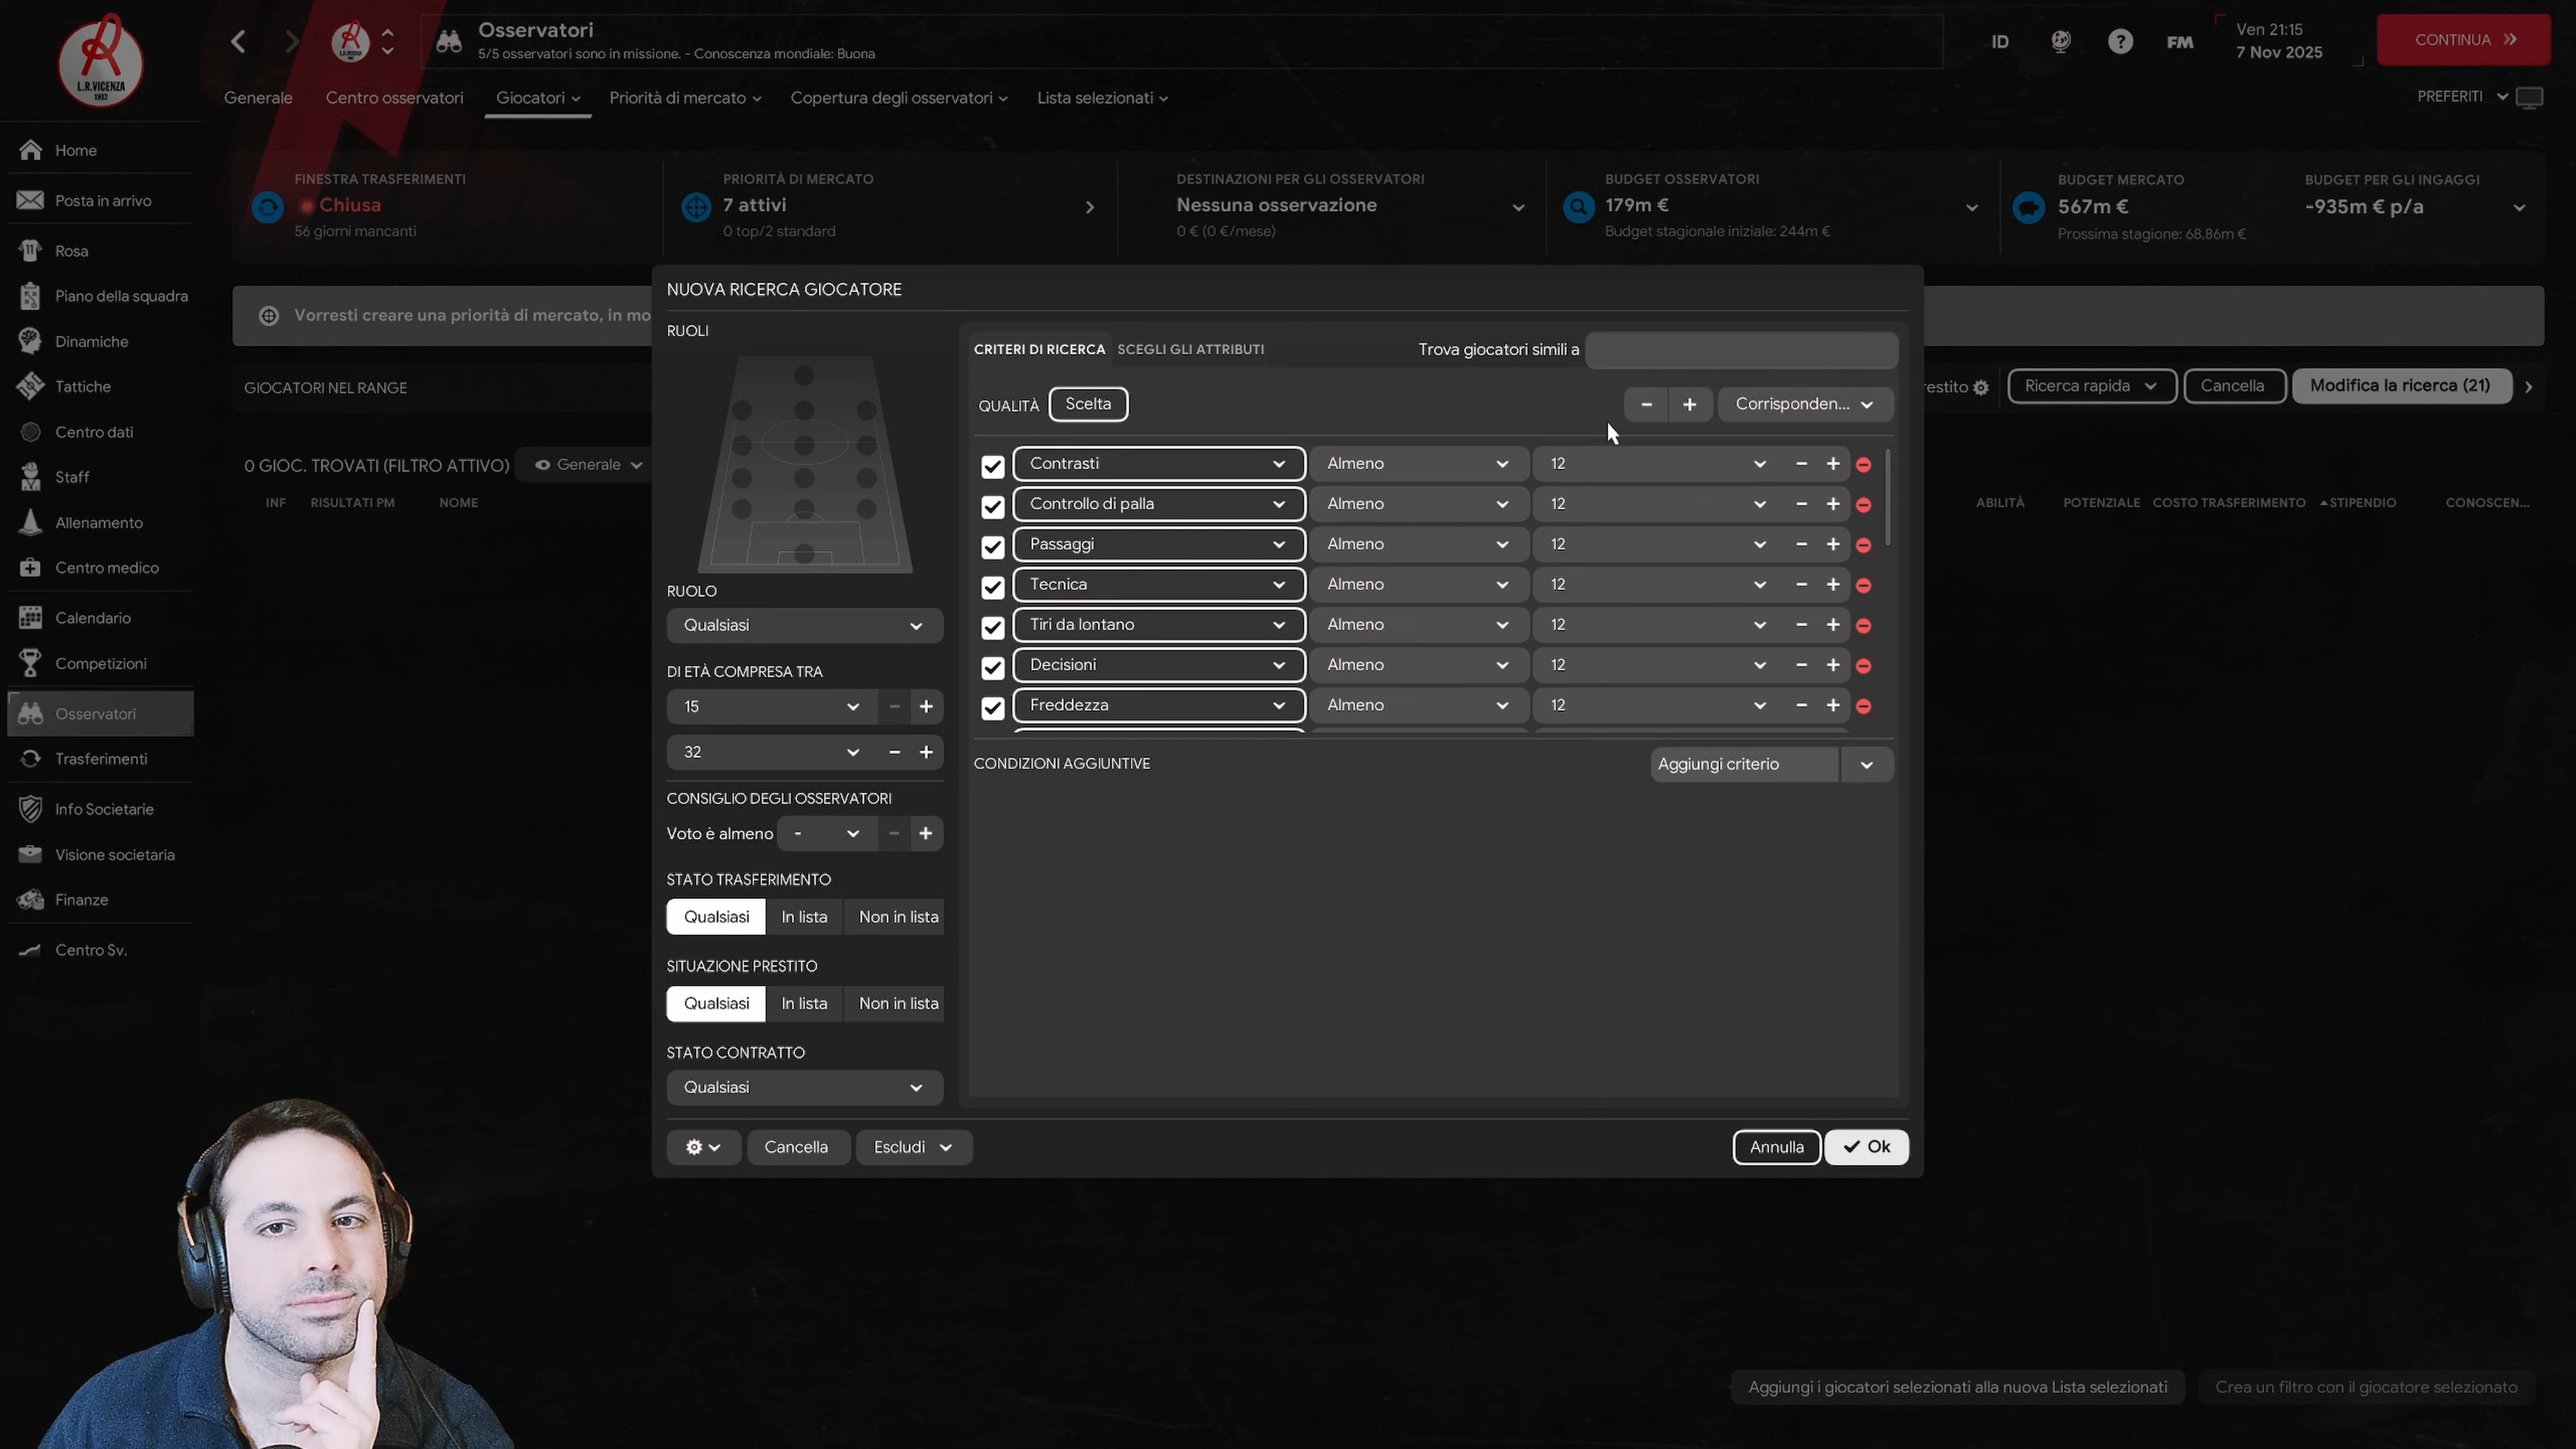 L.R. VICENZA
1902
Osservatori
5/5 osservatori sono in missione. - Conoscenza mondiale: Buona
ID
?
FM
Ven 21:15
7 Nov 2025
CONTINUA
Generale
Centro osservatori
Giocatori
Priorità di mercato
Copertura degli osservatori
Lista selezionati
PREFERITI
Home
Posta in arrivo
Rosa
Piano della squadra
Dinamiche
Tattiche
Centro dati
Staff
Allenamento
Centro medico
Calendario
Competizioni
Osservatori
Trasferimenti
Info Societarie
Visione societaria
Finanze
Centro Sv.
FINESTRA TRASFERIMENTI
Chiusa
56 giorni mancanti
PRIORITÀ DI MERCATO
7 attivi
0 top/2 standard
DESTINAZIONI PER GLI OSSERVATORI
Nessuna osservazione
0 € (0 €/mese)
BUDGET OSSERVATORI
179m €
Budget stagionale iniziale: 244m €
BUDGET MERCATO
567m €
Prossima stagione: 68,86m €
BUDGET PER GLI INGAGGI
-935m € p/a
Vorresti creare una priorità di mercato, in mo
GIOCATORI NEL RANGE
estito
Ricerca rapida
Cancella
Modifica la ricerca (21)
0 GIOC. TROVATI (FILTRO ATTIVO)
Generale
INF
RISULTATI PM
NOME
ABILITÀ
POTENZIALE
COSTO TRASFERIMENTO
STIPENDIO
CONOSCEN...
NUOVA RICERCA GIOCATORE
RUOLI
RUOLO
Qualsiasi
DI ETÀ COMPRESA TRA
15
32
CONSIGLIO DEGLI OSSERVATORI
Voto è almeno
-
STATO TRASFERIMENTO
Qualsiasi
In lista
Non in lista
SITUAZIONE PRESTITO
Qualsiasi
In lista
Non in lista
STATO CONTRATTO
Qualsiasi
CRITERI DI RICERCA
SCEGLI GLI ATTRIBUTI
Trova giocatori simili a
QUALITÀ
Scelta
Corrisponden...
Contrasti Almeno 12
Controllo di palla Almeno 12
Passaggi Almeno 12
Tecnica Almeno 12
Tiri da lontano Almeno 12
Decisioni Almeno 12
Freddezza Almeno 12
CONDIZIONI AGGIUNTIVE
Aggiungi criterio
Cancella
Escludi
Annulla
Ok
Aggiungi i giocatori selezionati alla nuova Lista selezionati
Crea un filtro con il giocatore selezionato